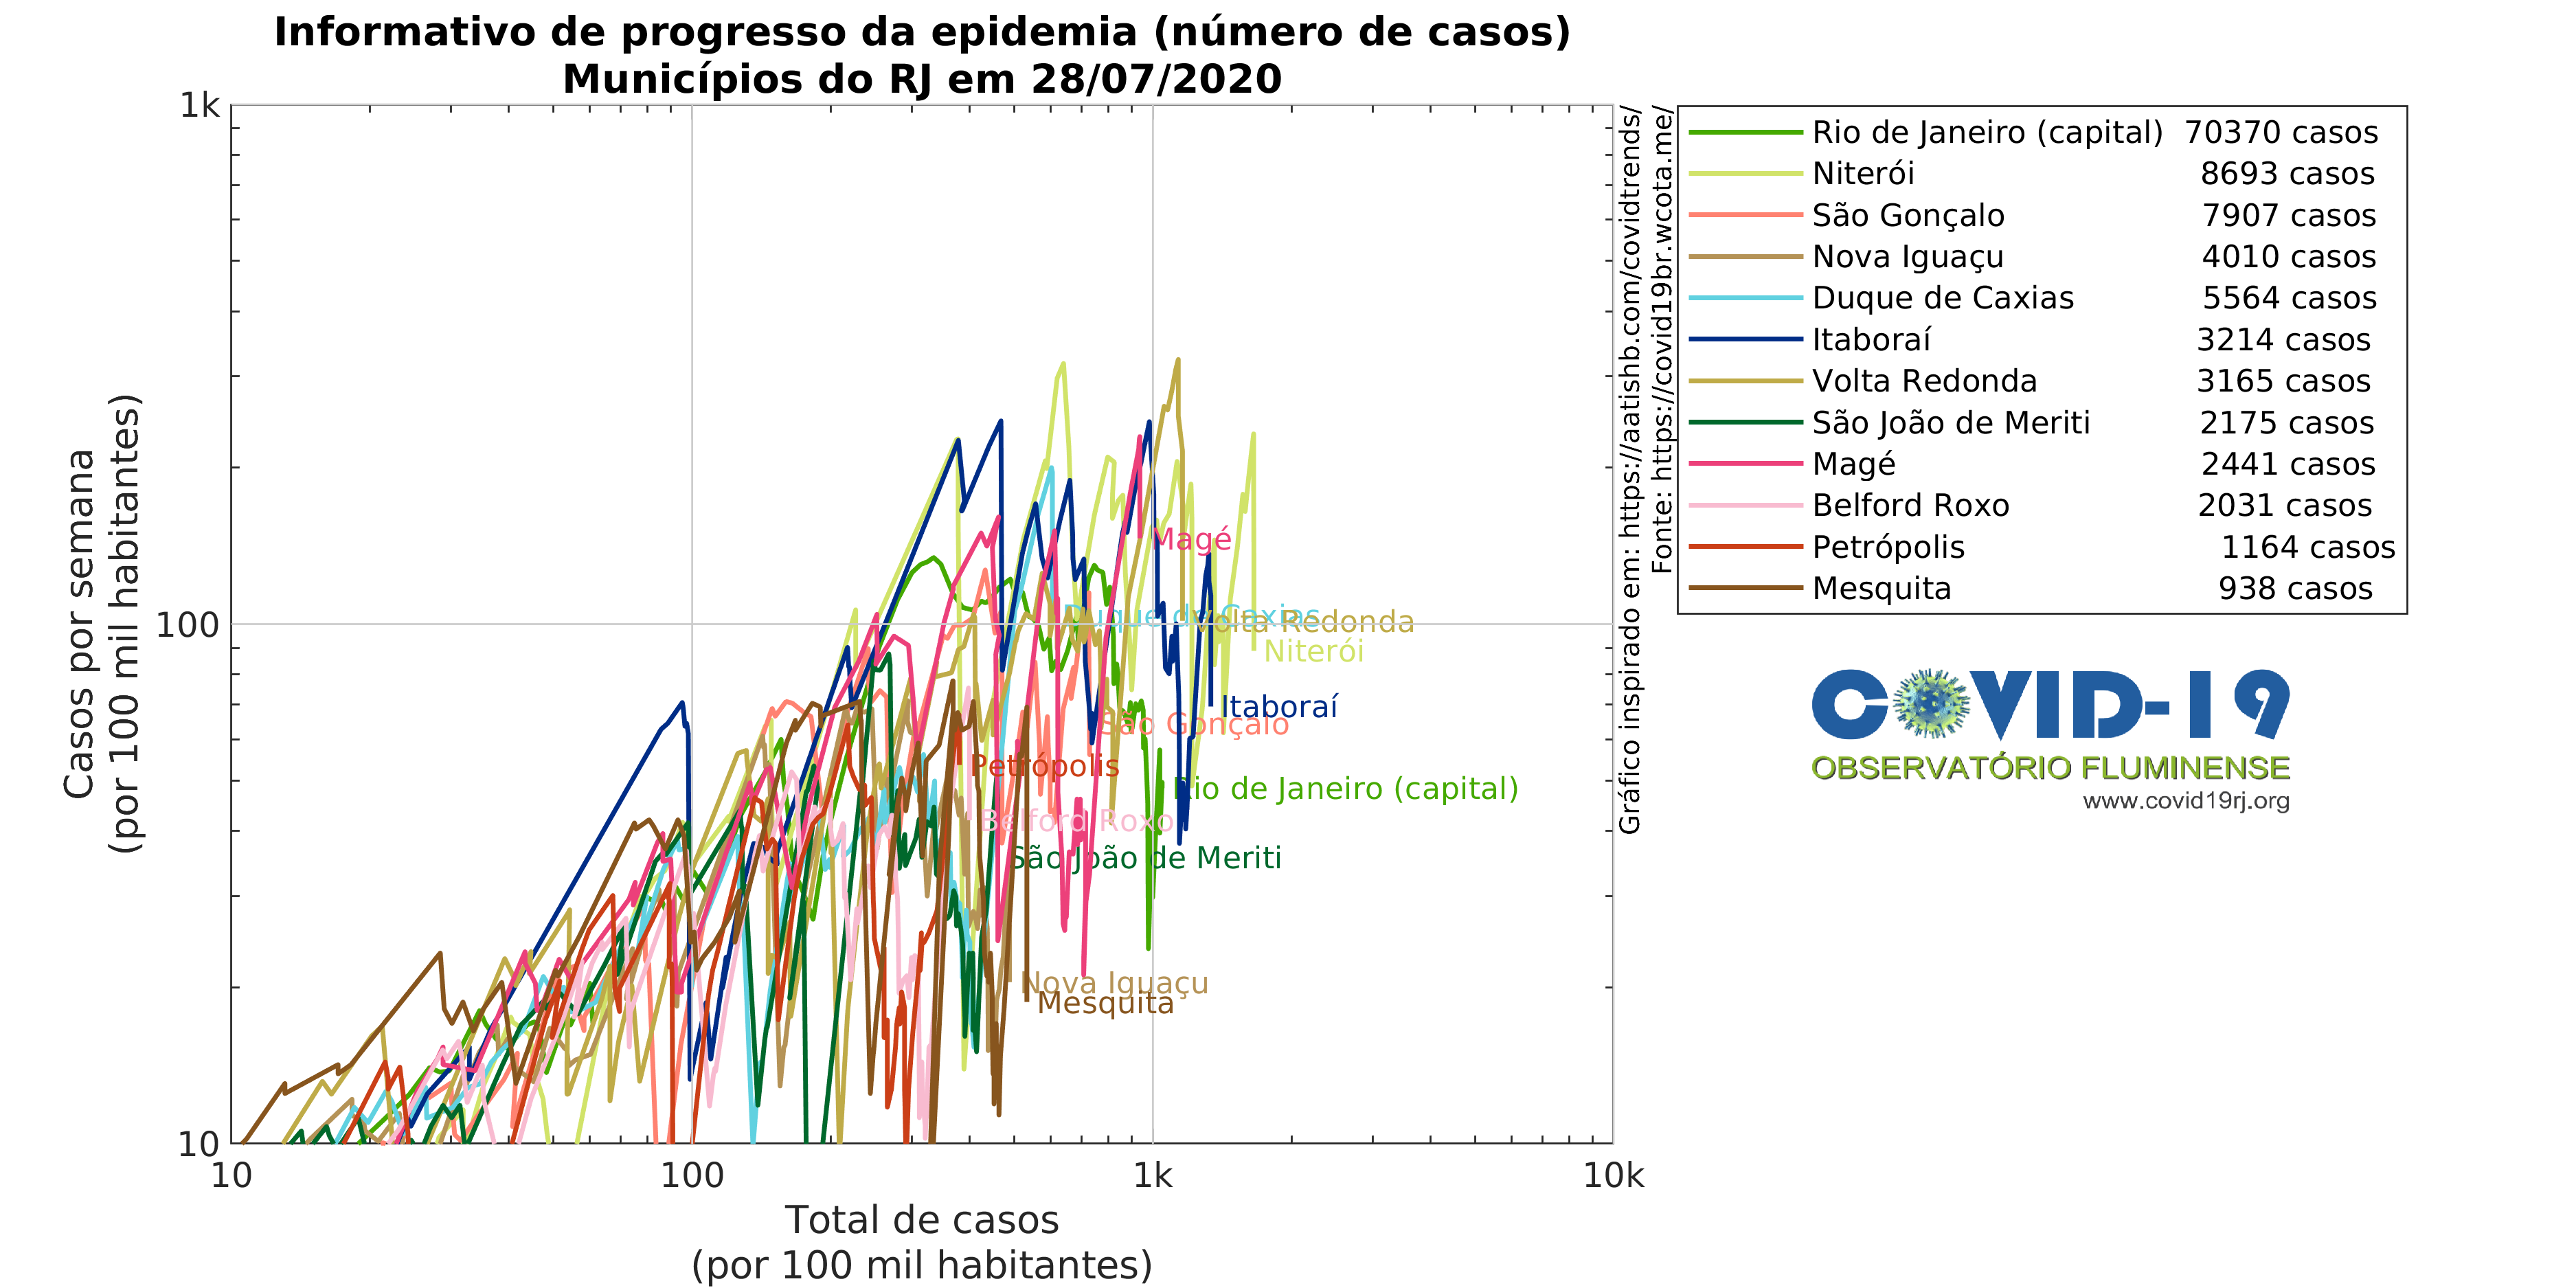 Informativo de progresso da epidemia (número de casos)
Municípios do RJ em 28/07/2020
1k
100
10
10
100
1k
10k
Casos por semana
(por 100 mil habitantes)
Total de casos
(por 100 mil habitantes)
Magé
Duque de Caxias
Volta Redonda
Niterói
Itaboraí
São Gonçalo
Petrópolis
Rio de Janeiro (capital)
Belford Roxo
São João de Meriti
Nova Iguaçu
Mesquita
Gráfico inspirado em: https://aatishb.com/covidtrends/
Fonte: https://covid19br.wcota.me/
Rio de Janeiro (capital) 70370 casos
Niterói 8693 casos
São Gonçalo 7907 casos
Nova Iguaçu 4010 casos
Duque de Caxias 5564 casos
Itaboraí 3214 casos
Volta Redonda 3165 casos
São João de Meriti 2175 casos
Magé 2441 casos
Belford Roxo 2031 casos
Petrópolis 1164 casos
Mesquita 938 casos
COVID-19
OBSERVATÓRIO FLUMINENSE
www.covid19rj.org